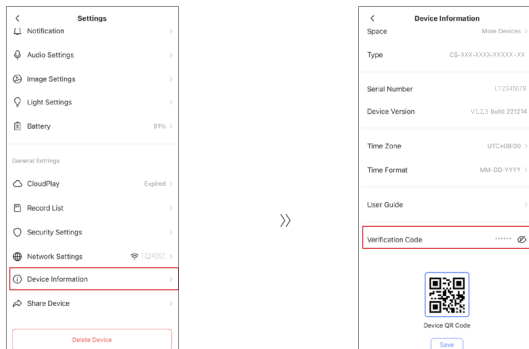 Settings
Notification
Audio Settings
Image Settings
Light Settings
Battery 91%
General Settings
CloudPlay Expired
Record List
Security Settings
Network Settings
Device Information
Share Device
Delete Device
Device Information
Space More Devices
Type CS-XXX-XXXX-XXXXX-XX
Serial Number L12345678
Device Version V1.2.3 build 221214
Time Zone UTC+08:00
Time Format MM-DD-YYYY
User Guide
Verification Code ******
Device QR Code
Save